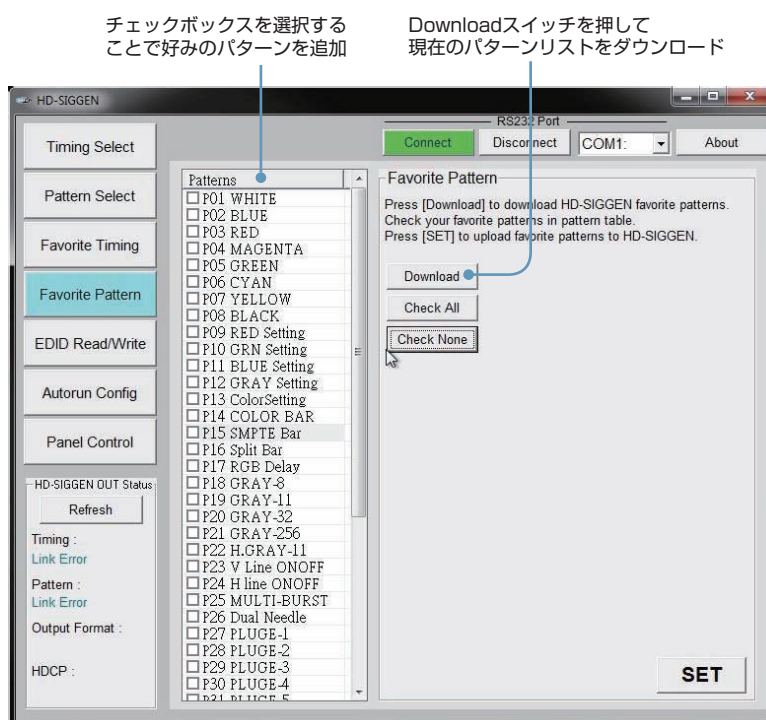 チェックボックスを選択する
ことで好みのパターンを追加
Downloadスイッチを押して
現在のパターンリストをダウンロード
HD-SIGGEN
RS232 Port
Connect
Disconnect
COM1:
About
Timing Select
Pattern Select
Favorite Timing
Favorite Pattern
EDID Read/Write
Autorun Config
Panel Control
HD-SIGGEN OUT Status
Refresh
Timing :
Link Error
Pattern :
Link Error
Output Format :
HDCP :
Patterns
P01 WHITE
P02 BLUE
P03 RED
P04 MAGENTA
P05 GREEN
P06 CYAN
P07 YELLOW
P08 BLACK
P09 RED Setting
P10 GRN Setting
P11 BLUE Setting
P12 GRAY Setting
P13 ColorSetting
P14 COLOR BAR
P15 SMPTE Bar
P16 Split Bar
P17 RGB Delay
P18 GRAY-8
P19 GRAY-11
P20 GRAY-32
P21 GRAY-256
P22 H.GRAY-11
P23 V Line ONOFF
P24 H line ONOFF
P25 MULTI-BURST
P26 Dual Needle
P27 PLUGE-1
P28 PLUGE-2
P29 PLUGE-3
P30 PLUGE-4
P31 PLUGE-5
Favorite Pattern
Press [Download] to download HD-SIGGEN favorite patterns.
Check your favorite patterns in pattern table.
Press [SET] to upload favorite patterns to HD-SIGGEN.
Download
Check All
Check None
SET